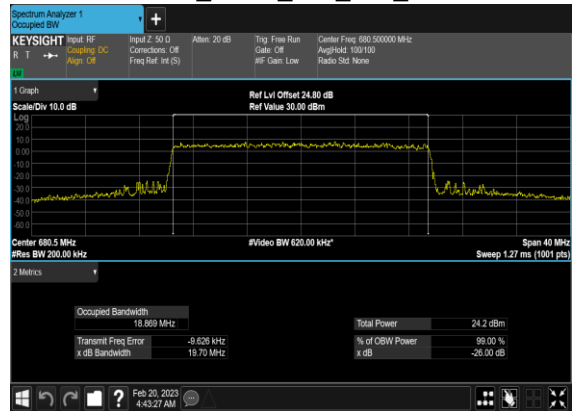 Spectrum Analyzer 1
Occupied BW
+
KEYSIGHT Input: RF Input Z: 50 Ω Atten: 20 dB Trig: Free Run Center Freq: 680.500000 MHz
R T Coupling: DC Corrections: Off Gate: Off Avg|Hold: 100/100
Align: Off Freq Ref: Int (S) #IF Gain: Low Radio Std: None
LW
1 Graph
Ref Lvl Offset 24.80 dB
Scale/Div 10.0 dB Ref Value 30.00 dBm
Log
20.0
10.0
0.00
-10.0
-20.0
-30.0
-40.0
-50.0
-60.0
Center 680.5 MHz #Video BW 620.00 kHz* Span 40 MHz
#Res BW 200.00 kHz Sweep 1.27 ms (1001 pts)
2 Metrics
Occupied Bandwidth
18.869 MHz Total Power 24.2 dBm
Transmit Freq Error -9.626 kHz % of OBW Power 99.00 %
x dB Bandwidth 19.70 MHz x dB -26.00 dB
? Feb 20, 2023
4:43:27 AM